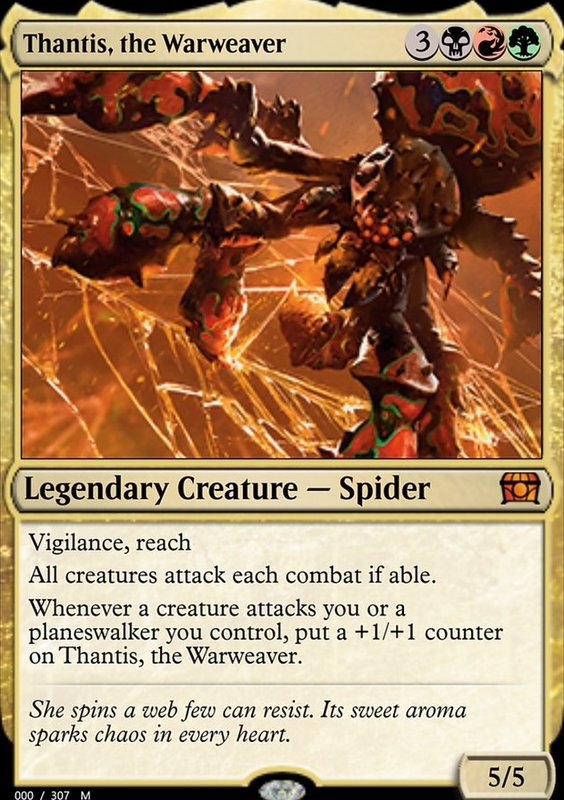 Thantis, the Warweaver 3
Legendary Creature — Spider
Vigilance, reach
All creatures attack each combat if able.
Whenever a creature attacks you or a
planeswalker you control, put a +1/+1 counter
on Thantis, the Warweaver.
She spins a web few can resist. Its sweet aroma
sparks chaos in every heart.
5/5
000 / 307 M